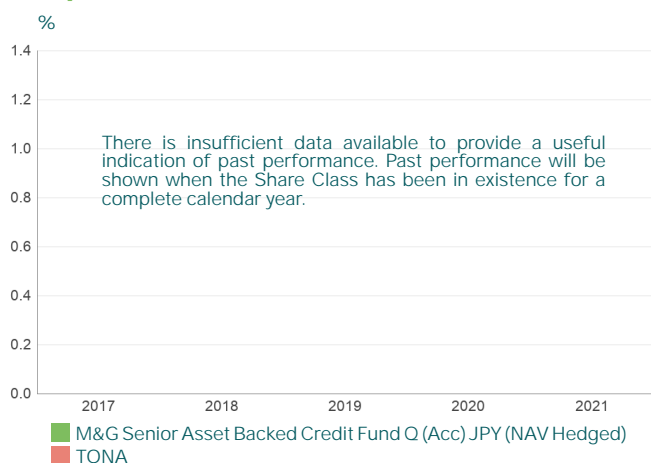 %
1.4
1.2
There is insufficient data available to provide a useful
1.0
indication of past performance. Past performance will be
shown when the Share Class has been in existence for a
0.8
complete calendar year.
0.6
0.4
0.2
0.0
2017 2018 2019 2020 2021
M&G Senior Asset Backed Credit Fund Q (Acc) JPY (NAV Hedged)
TONA